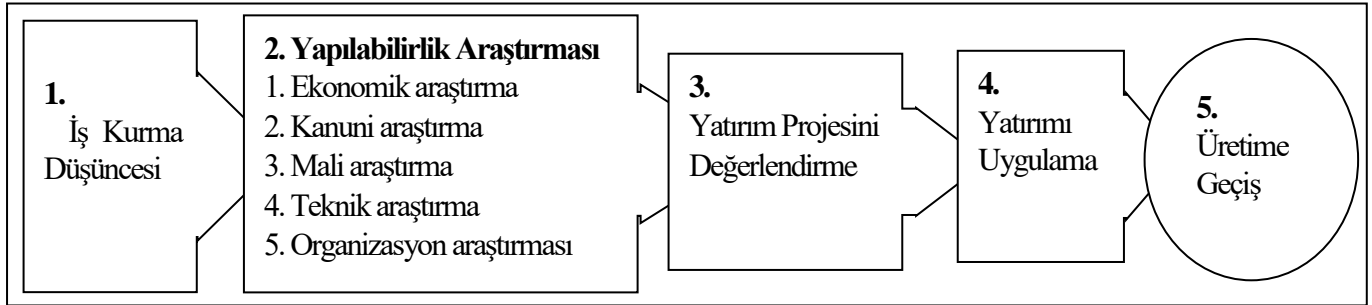 1.
İş Kurma
Düşüncesi
2. Yapılabilirlik Araştırması
1. Ekonomik araştırma
2. Kanuni araştırma
3. Mali araştırma
4. Teknik araştırma
5. Organizasyon araştırması
3.
Yatırım Projesini
Değerlendirme
4.
Yatırımı
Uygulama
5.
Üretime
Geçiş